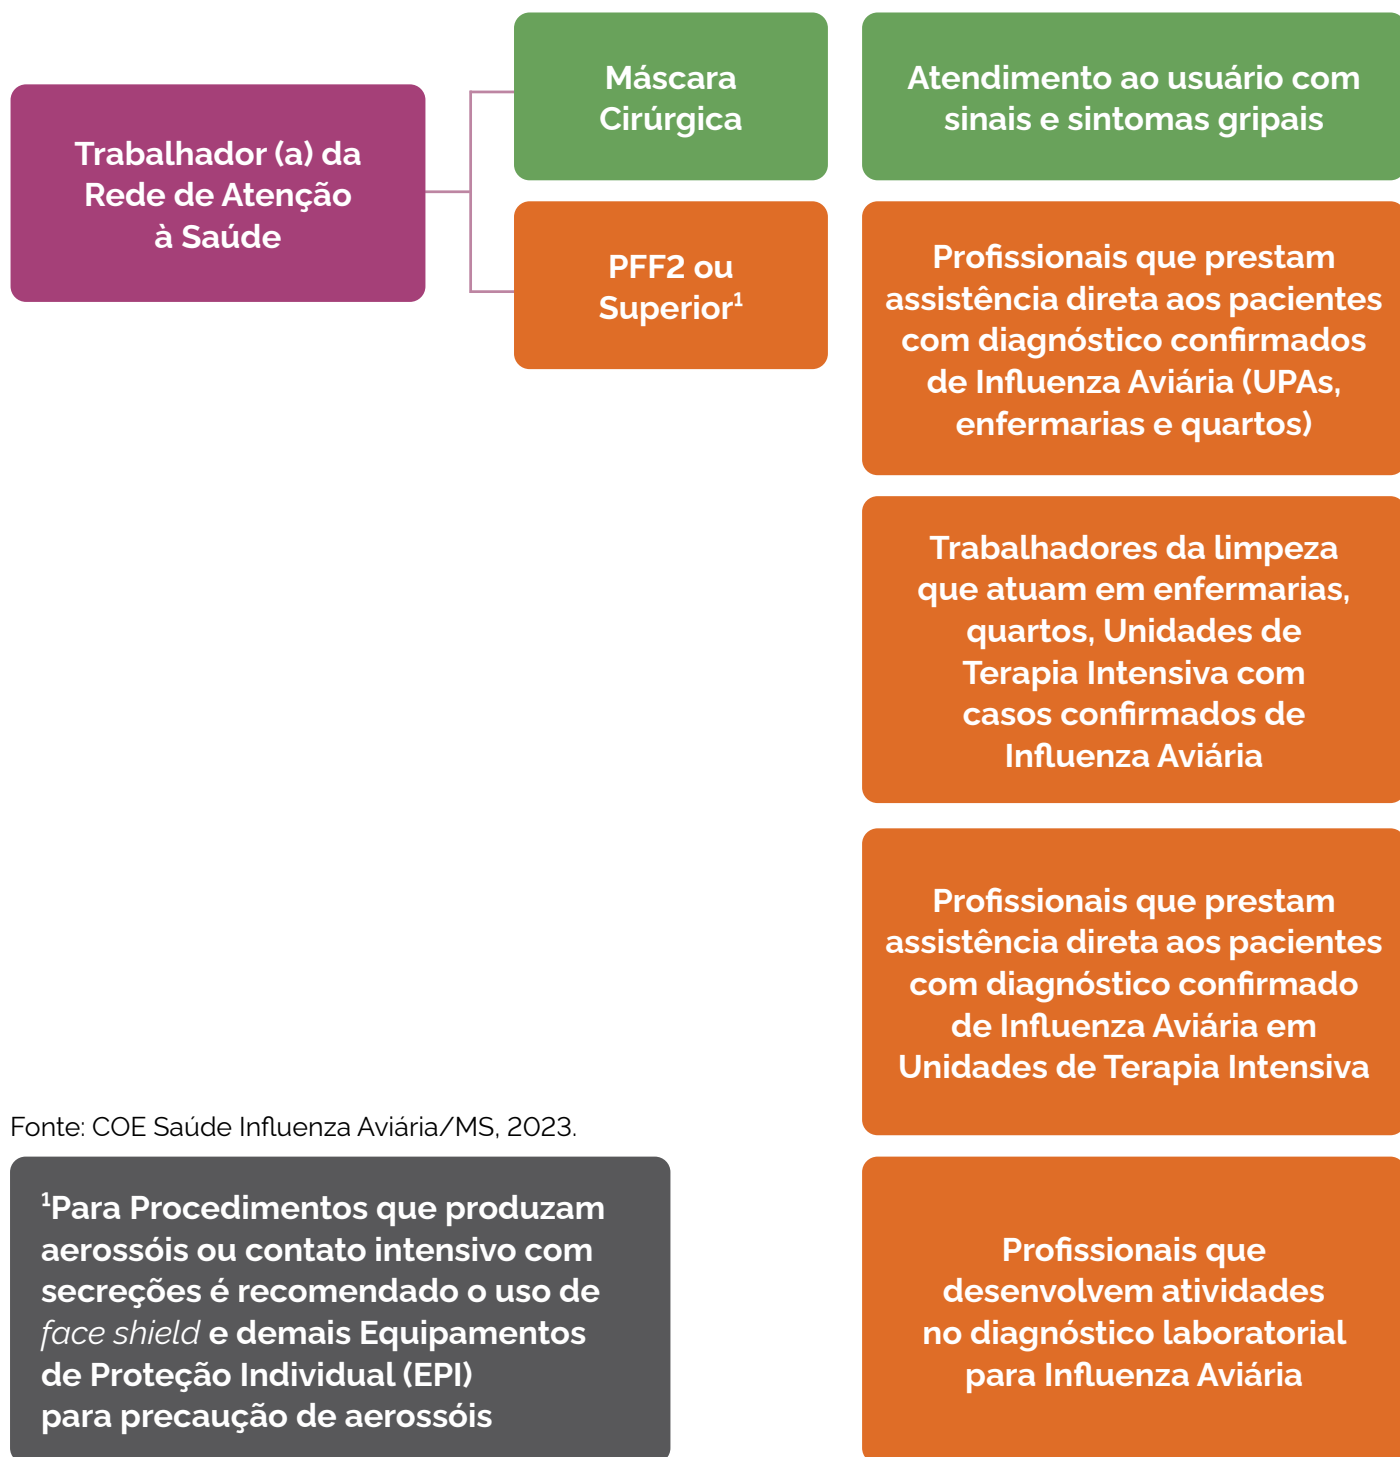 Trabalhador (a) da
Rede de Atenção
à Saúde
Máscara
Cirúrgica
Atendimento ao usuário com
sinais e sintomas gripais
PFF2 ou
Superior¹
Profissionais que prestam
assistência direta aos pacientes
com diagnóstico confirmados
de Influenza Aviária (UPAs,
enfermarias e quartos)
Trabalhadores da limpeza
que atuam em enfermarias,
quartos, Unidades de
Terapia Intensiva com
casos confirmados de
Influenza Aviária
Profissionais que prestam
assistência direta aos pacientes
com diagnóstico confirmado
de Influenza Aviária em
Unidades de Terapia Intensiva
Profissionais que
desenvolvem atividades
no diagnóstico laboratorial
para Influenza Aviária
Fonte: COE Saúde Influenza Aviária/MS, 2023.
¹Para Procedimentos que produzam
aerossóis ou contato intensivo com
secreções é recomendado o uso de
face shield e demais Equipamentos
de Proteção Individual (EPI)
para precaução de aerossóis